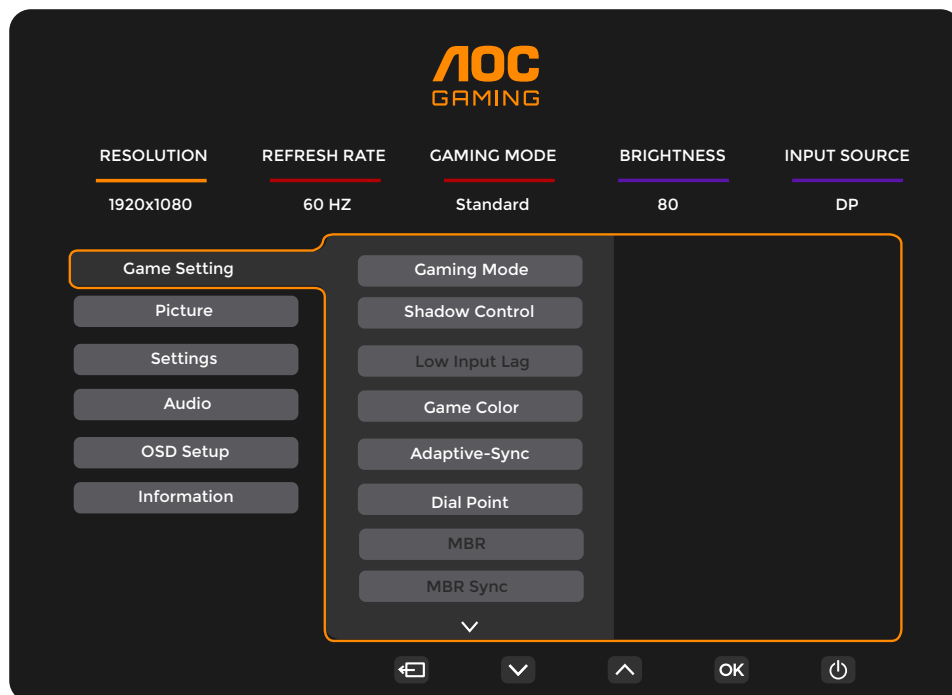 AOC
GAMING
RESOLUTION REFRESH RATE GAMING MODE BRIGHTNESS INPUT SOURCE
1920x1080 60 HZ Standard 80 DP
Game Setting
Picture
Settings
Audio
OSD Setup
Information
Gaming Mode
Shadow Control
Low Input Lag
Game Color
Adaptive-Sync
Dial Point
MBR
MBR Sync
OK